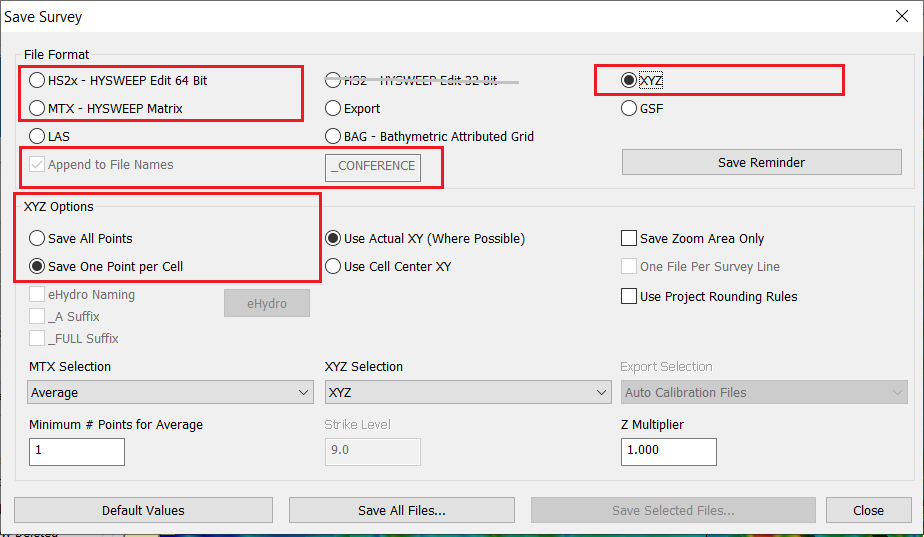 Save Survey
File Format
HS2x - HYSWEEP Edit 64 Bit
HS2 - HYSWEEP Edit 32 Bit
XYZ
MTX - HYSWEEP Matrix
Export
GSF
LAS
BAG - Bathymetric Attributed Grid
Append to File Names
_CONFERENCE
Save Reminder
XYZ Options
Save All Points
Use Actual XY (Where Possible)
Save Zoom Area Only
Save One Point per Cell
Use Cell Center XY
One File Per Survey Line
eHydro Naming
eHydro
Use Project Rounding Rules
_A Suffix
_FULL Suffix
MTX Selection
XYZ Selection
Export Selection
Average
XYZ
Auto Calibration Files
Minimum # Points for Average
Strike Level
Z Multiplier
1
9.0
1.000
Default Values
Save All Files...
Save Selected Files...
Close